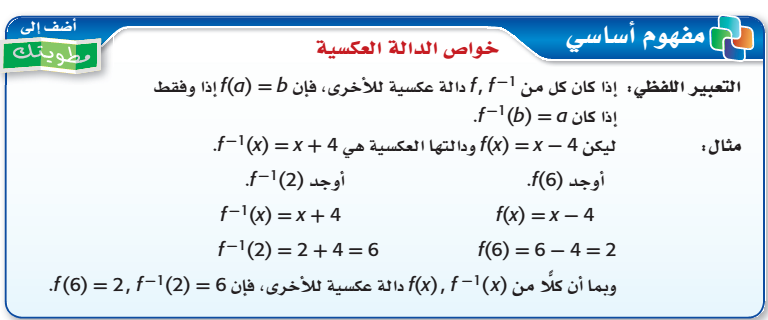 مفهوم أساسي
أضف إلى
مطويتك
خواص الدالة العكسية
التعبير اللفظي: إذا كان كل من f, f⁻¹ دالة عكسية للأخرى، فإن f(a) = b إذا وفقط
إذا كان f⁻¹(b) = a.
مثال: ليكن f(x) = x − 4 ودالتها العكسية هي f⁻¹(x) = x + 4.
أوجد f(6). أوجد f⁻¹(2).
f(x) = x − 4 f⁻¹(x) = x + 4
f(6) = 6 − 4 = 2 f⁻¹(2) = 2 + 4 = 6
وبما أن كلًّا من f(x), f⁻¹(x) دالة عكسية للأخرى، فإن f(6) = 2, f⁻¹(2) = 6.